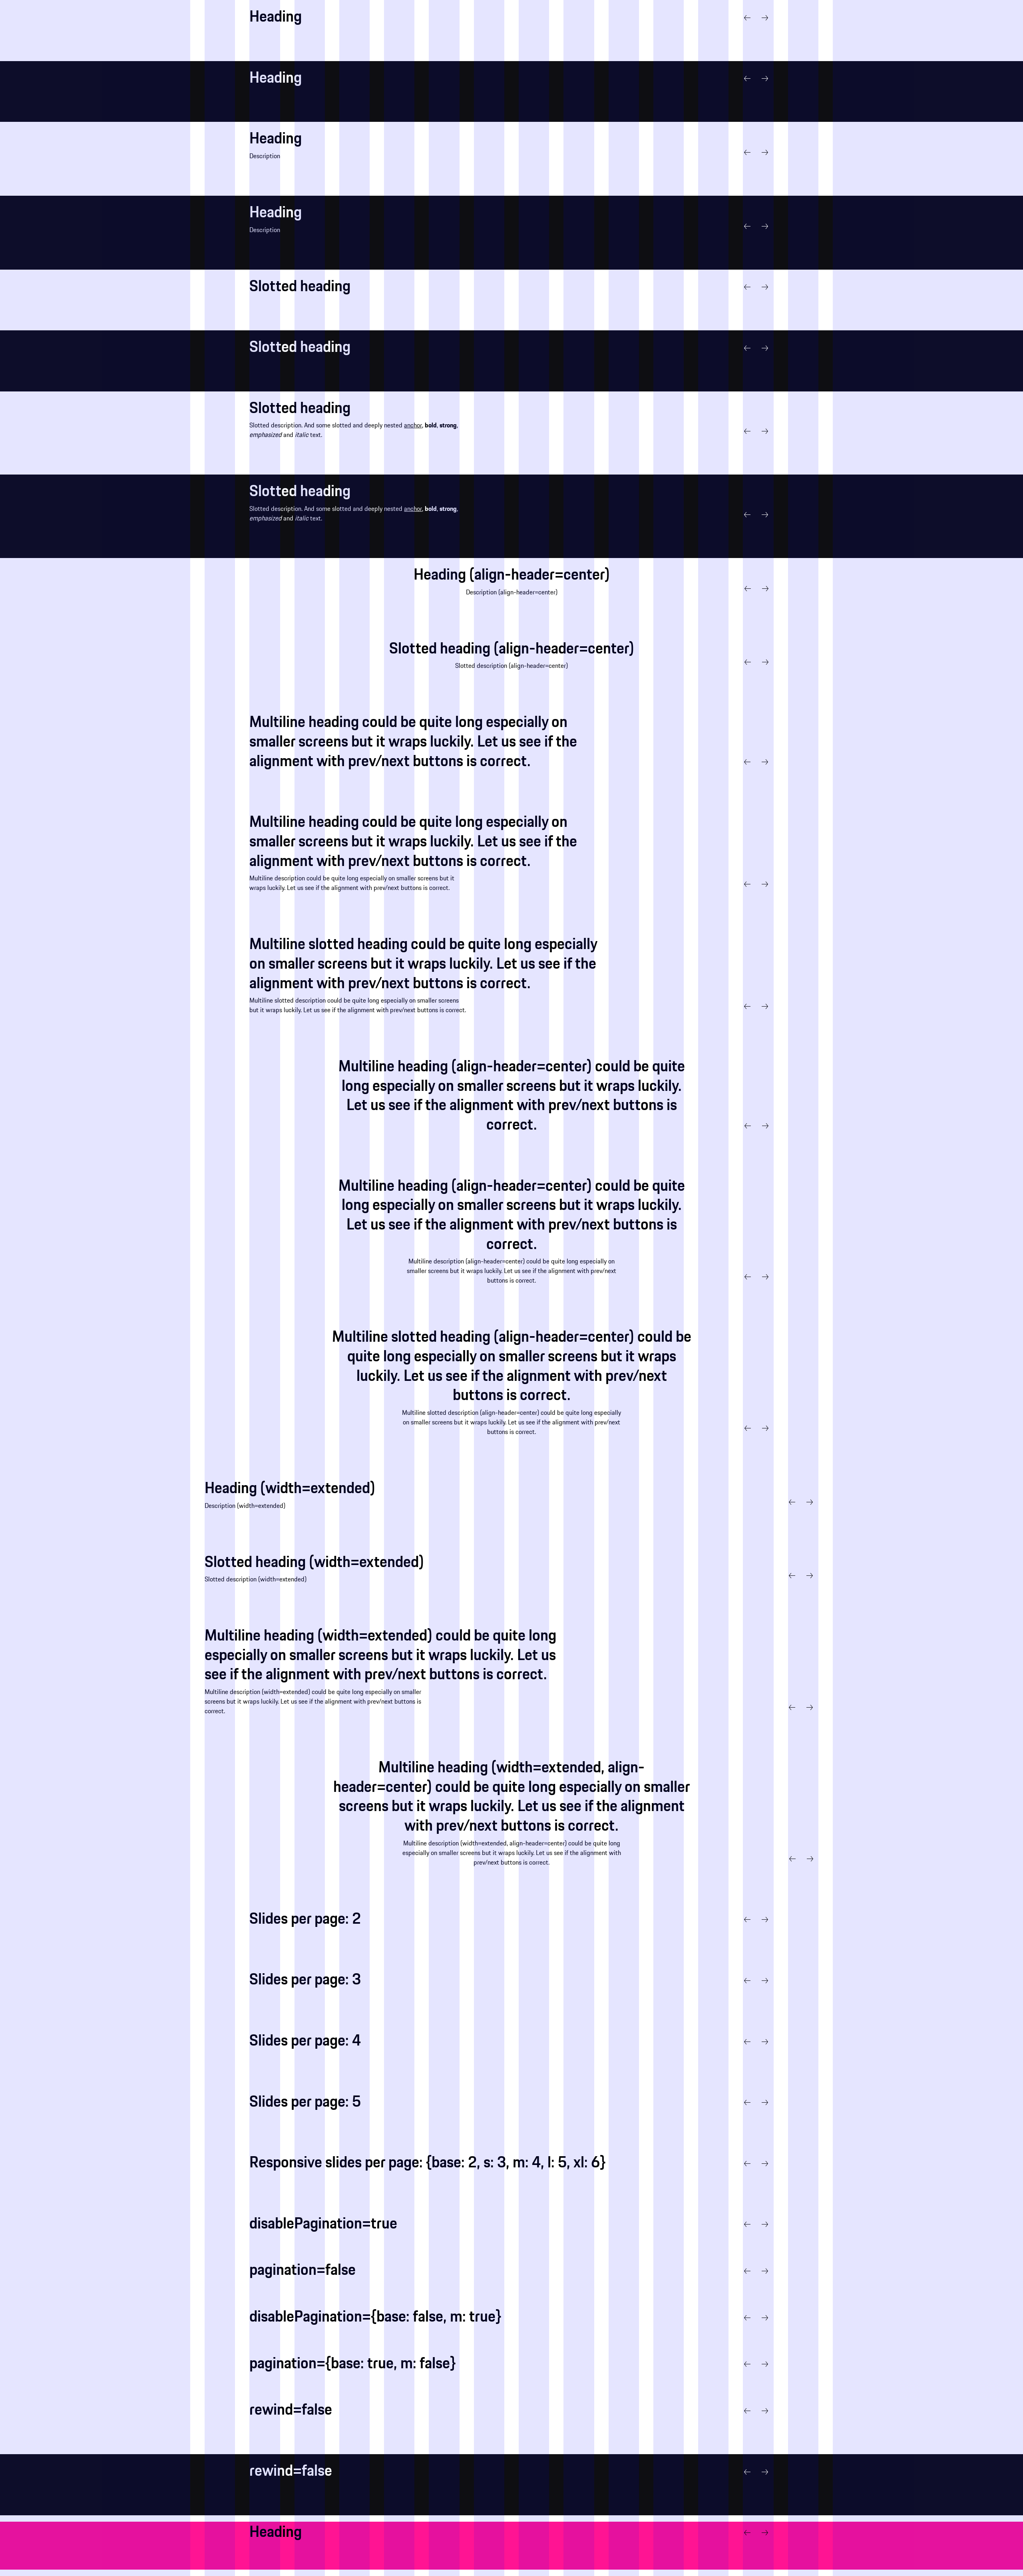 Heading
Heading
Heading
Description
Heading
Description
Slotted heading
Slotted heading
Slotted heading
Slotted description. And some slotted and deeply nested anchor, bold, strong,
emphasized and italic text.
Slotted heading
Slotted description. And some slotted and deeply nested anchor, bold, strong,
emphasized and italic text.
Heading (align-header=center)
Description (align-header=center)
Slotted heading (align-header=center)
Slotted description (align-header=center)
Multiline heading could be quite long especially on
smaller screens but it wraps luckily. Let us see if the
alignment with prev/next buttons is correct.
Multiline heading could be quite long especially on
smaller screens but it wraps luckily. Let us see if the
alignment with prev/next buttons is correct.
Multiline description could be quite long especially on smaller screens but it
wraps luckily. Let us see if the alignment with prev/next buttons is correct.
Multiline slotted heading could be quite long especially
on smaller screens but it wraps luckily. Let us see if the
alignment with prev/next buttons is correct.
Multiline slotted description could be quite long especially on smaller screens
but it wraps luckily. Let us see if the alignment with prev/next buttons is correct.
Multiline heading (align-header=center) could be quite
long especially on smaller screens but it wraps luckily.
Let us see if the alignment with prev/next buttons is
correct.
Multiline heading (align-header=center) could be quite
long especially on smaller screens but it wraps luckily.
Let us see if the alignment with prev/next buttons is
correct.
Multiline description (align-header=center) could be quite long especially on
smaller screens but it wraps luckily. Let us see if the alignment with prev/next
buttons is correct.
Multiline slotted heading (align-header=center) could be
quite long especially on smaller screens but it wraps
luckily. Let us see if the alignment with prev/next
buttons is correct.
Multiline slotted description (align-header=center) could be quite long especially
on smaller screens but it wraps luckily. Let us see if the alignment with prev/next
buttons is correct.
Heading (width=extended)
Description (width=extended)
Slotted heading (width=extended)
Slotted description (width=extended)
Multiline heading (width=extended) could be quite long
especially on smaller screens but it wraps luckily. Let us
see if the alignment with prev/next buttons is correct.
Multiline description (width=extended) could be quite long especially on smaller
screens but it wraps luckily. Let us see if the alignment with prev/next buttons is
correct.
Multiline heading (width=extended, align-
header=center) could be quite long especially on smaller
screens but it wraps luckily. Let us see if the alignment
with prev/next buttons is correct.
Multiline description (width=extended, align-header=center) could be quite long
especially on smaller screens but it wraps luckily. Let us see if the alignment with
prev/next buttons is correct.
Slides per page: 2
Slides per page: 3
Slides per page: 4
Slides per page: 5
Responsive slides per page: {base: 2, s: 3, m: 4, l: 5, xl: 6}
disablePagination=true
pagination=false
disablePagination={base: false, m: true}
pagination={base: true, m: false}
rewind=false
rewind=false
Heading